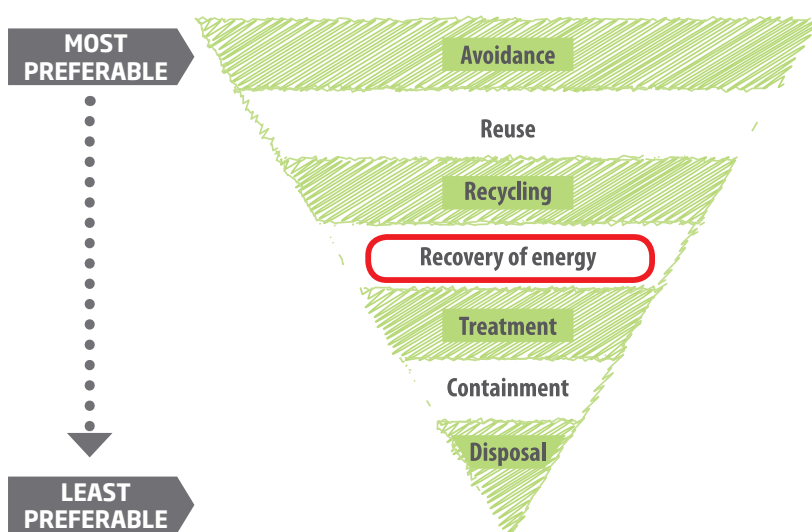 MOST
PREFERABLE
Avoidance
Reuse
Recycling
Recovery of energy
Treatment
Containment
Disposal
LEAST
PREFERABLE